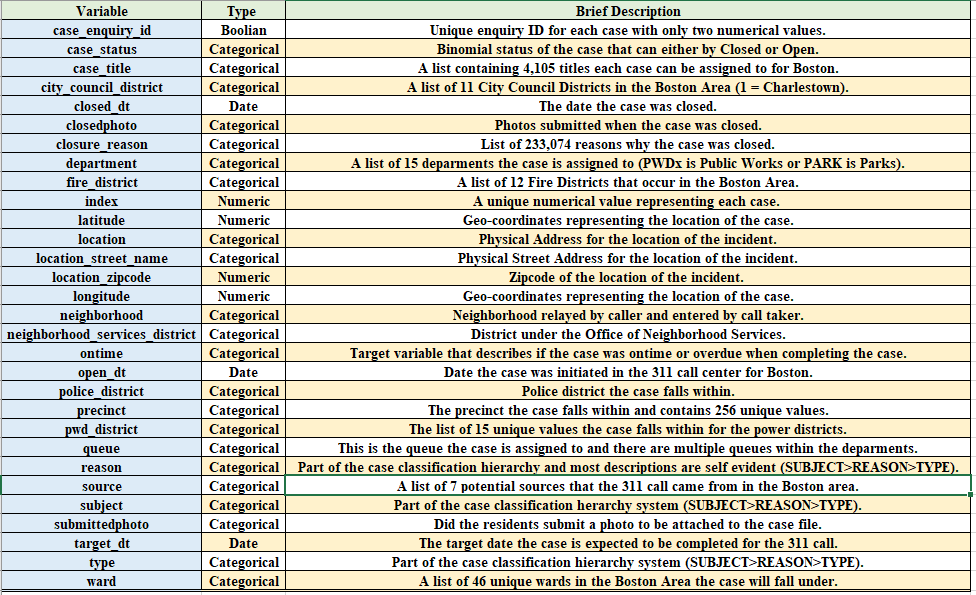 Variable Type Brief Description
case_enquiry_id Boolian Unique enquiry ID for each case with only two numerical values.
case_status Categorical Binomial status of the case that can either by Closed or Open.
case_title Categorical A list containing 4,105 titles each case can be assigned to for Boston.
city_council_district Categorical A list of 11 City Council Districts in the Boston Area (1 = Charlestown).
closed_dt Date The date the case was closed.
closedphoto Categorical Photos submitted when the case was closed.
closure_reason Categorical List of 233,074 reasons why the case was closed.
department Categorical A list of 15 deparments the case is assigned to (PWDx is Public Works or PARK is Parks).
fire_district Categorical A list of 12 Fire Districts that occur in the Boston Area.
index Numeric A unique numerical value representing each case.
latitude Numeric Geo-coordinates representing the location of the case.
location Categorical Physical Address for the location of the incident.
location_street_name Categorical Physical Street Address for the location of the incident.
location_zipcode Numeric Zipcode of the location of the incident.
longitude Numeric Geo-coordinates representing the location of the case.
neighborhood Categorical Neighborhood relayed by caller and entered by call taker.
neighborhood_services_district Categorical District under the Office of Neighborhood Services.
ontime Categorical Target variable that describes if the case was ontime or overdue when completing the case.
open_dt Date Date the case was initiated in the 311 call center for Boston.
police_district Categorical Police district the case falls within.
precinct Categorical The precinct the case falls within and contains 256 unique values.
pwd_district Categorical The list of 15 unique values the case falls within for the power districts.
queue Categorical This is the queue the case is assigned to and there are multiple queues within the deparments.
reason Categorical Part of the case classification hierarchy and most descriptions are self evident (SUBJECT>REASON>TYPE).
source Categorical A list of 7 potential sources that the 311 call came from in the Boston area.
subject Categorical Part of the case classification herarchy system (SUBJECT>REASON>TYPE).
submittedphoto Categorical Did the residents submit a photo to be attached to the case file.
target_dt Date The target date the case is expected to be completed for the 311 call.
type Categorical Part of the case classification hierarchy system (SUBJECT>REASON>TYPE).
ward Categorical A list of 46 unique wards in the Boston Area the case will fall under.